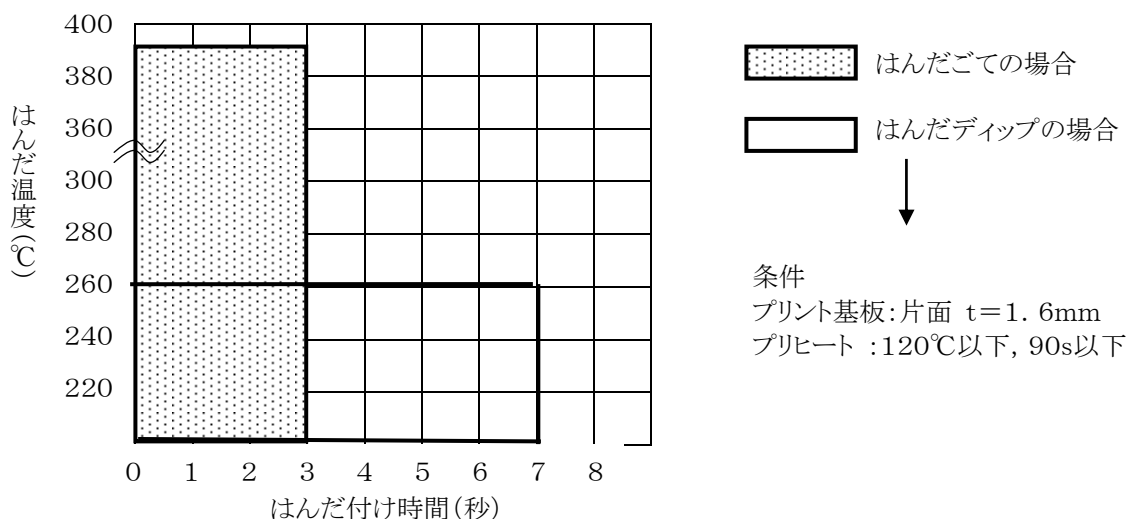 400
380
360
300
280
260
240
220
はんだ温度(℃)
0 1 2 3 4 5 6 7 8
はんだ付け時間(秒)
はんだごての場合
はんだディップの場合
条件
プリント基板:片面 t=1.6mm
プリヒート :120℃以下, 90s以下